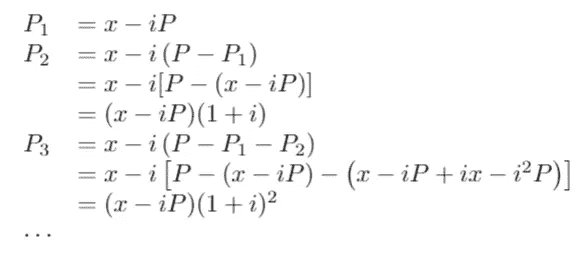 P₁ = x − iP
P₂ = x − i (P − P₁)
= x − i[P − (x − iP)]
= (x − iP)(1 + i)
P₃ = x − i (P − P₁ − P₂)
= x − i [P − (x − iP) − (x − iP + ix − i²P)]
= (x − iP)(1 + i)²
...